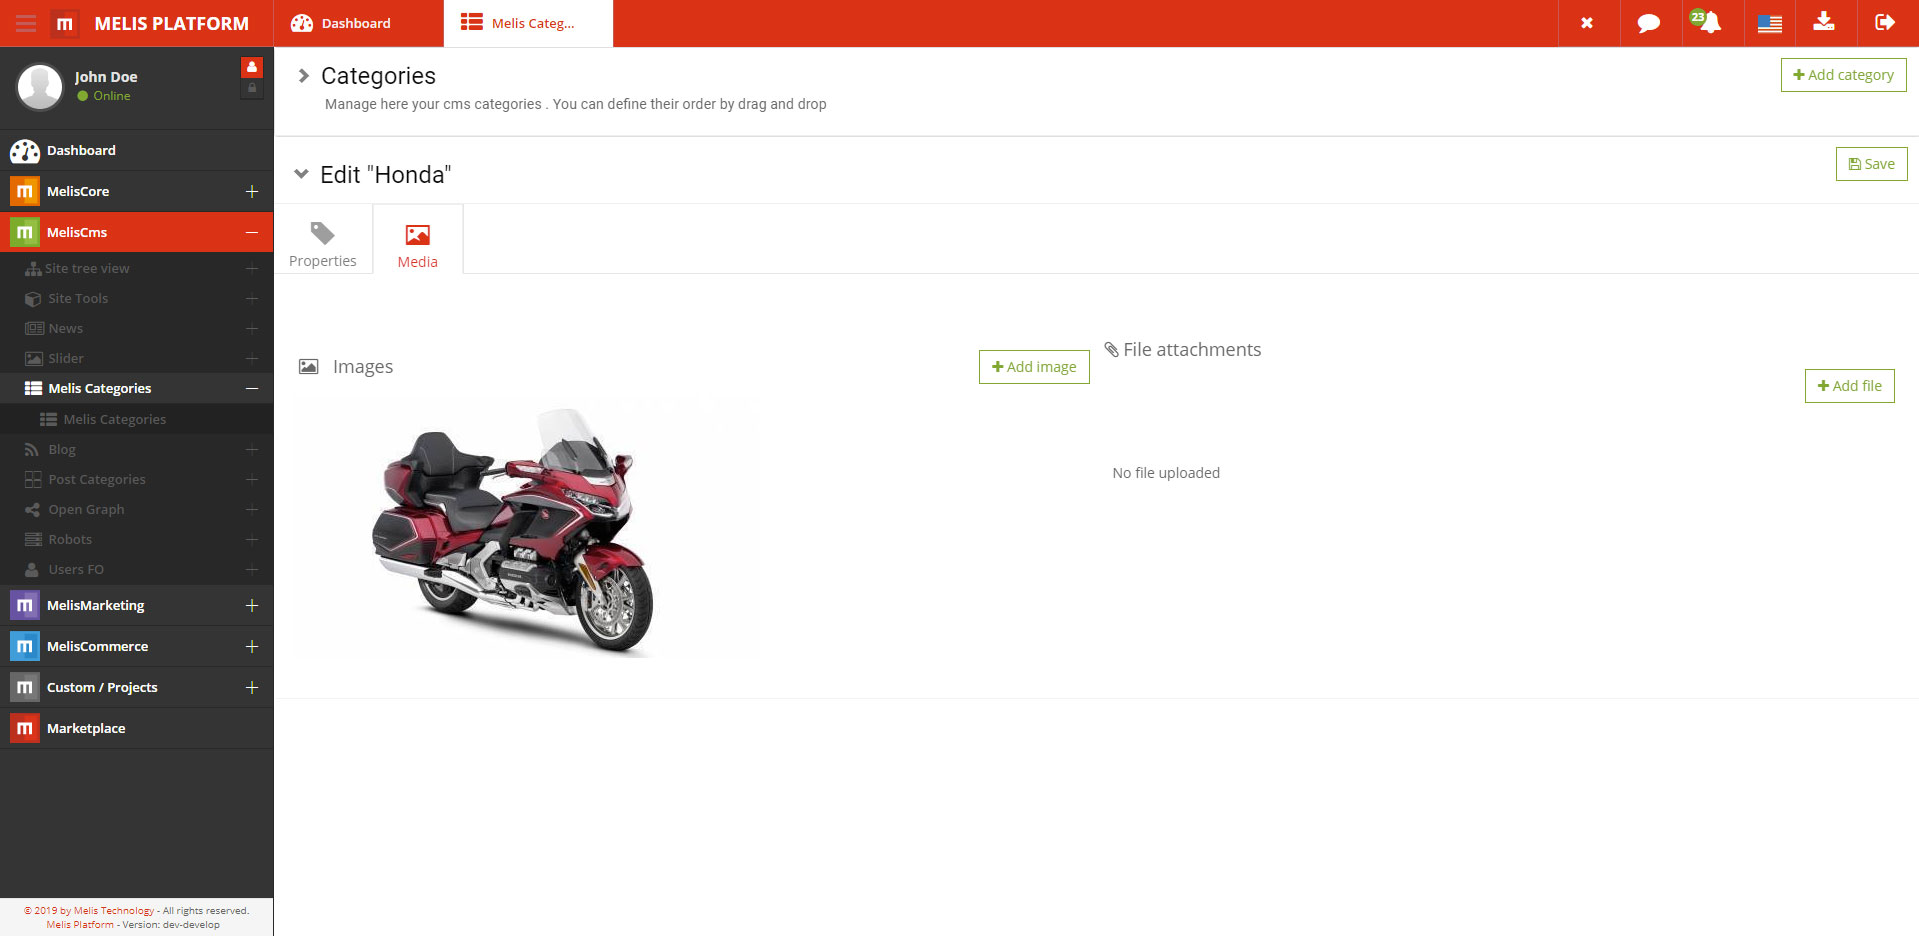 MELIS PLATFORM
Dashboard
Melis Categ...
23
John Doe
Online
Dashboard
MelisCore
MelisCms
Site tree view
Site Tools
News
Slider
Melis Categories
Melis Categories
Blog
Post Categories
Open Graph
Robots
Users FO
MelisMarketing
MelisCommerce
Custom / Projects
Marketplace
© 2019 by Melis Technology - All rights reserved.
Melis Platform - Version: dev-develop
Categories
Add category
Manage here your cms categories . You can define their order by drag and drop
Edit "Honda"
Save
Properties
Media
Images
Add image
File attachments
Add file
No file uploaded